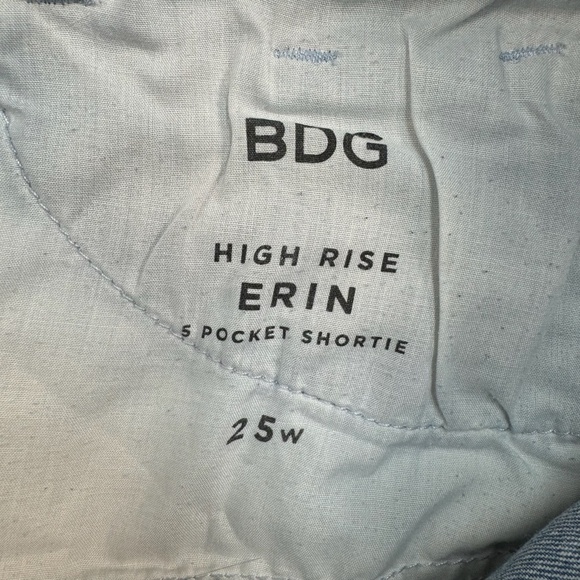 BDG
HIGH RISE
ERIN
5 POCKET SHORTIE
25W